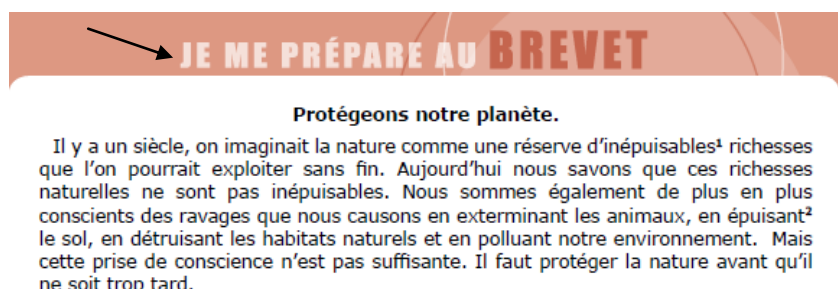 JE ME PRÉPARE AU BREVET
Protégeons notre planète.
Il y a un siècle, on imaginait la nature comme une réserve d'inépuisables¹ richesses
que l'on pourrait exploiter sans fin. Aujourd'hui nous savons que ces richesses
naturelles ne sont pas inépuisables. Nous sommes également de plus en plus
conscients des ravages que nous causons en exterminant les animaux, en épuisant²
le sol, en détruisant les habitats naturels et en polluant notre environnement. Mais
cette prise de conscience n'est pas suffisante. Il faut protéger la nature avant qu'il
ne soit trop tard.